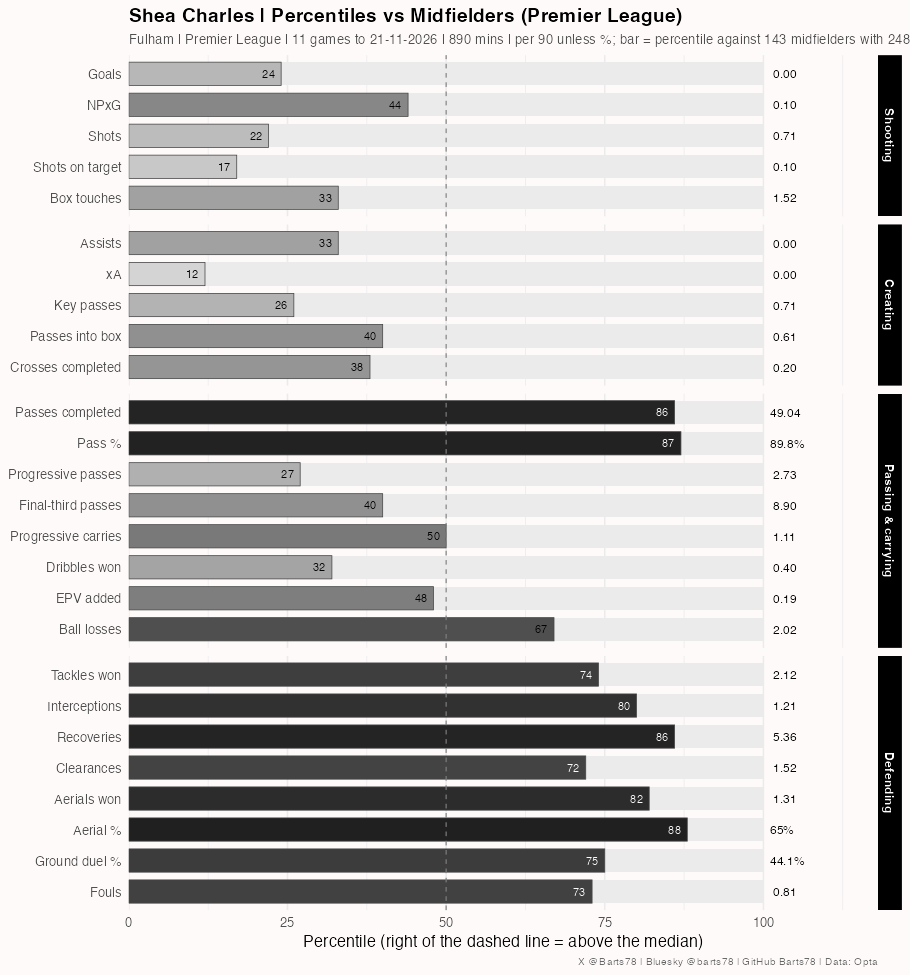 Shea Charles | Percentiles vs Midfielders (Premier League)
Fulham | Premier League | 11 games to 21-11-2026 | 890 mins | per 90 unless %; bar = percentile against 143 midfielders with 248
Goals 24 0.00
NPxG 44 0.10
Shots 22 0.71
Shots on target 17 0.10
Box touches 33 1.52
Shooting
Assists 33 0.00
xA 12 0.00
Key passes 26 0.71
Passes into box 40 0.61
Crosses completed 38 0.20
Creating
Passes completed 86 49.04
Pass % 87 89.8%
Progressive passes 27 2.73
Final-third passes 40 8.90
Progressive carries 50 1.11
Dribbles won 32 0.40
EPV added 48 0.19
Ball losses 67 2.02
Passing & carrying
Tackles won 74 2.12
Interceptions 80 1.21
Recoveries 86 5.36
Clearances 72 1.52
Aerials won 82 1.31
Aerial % 88 65%
Ground duel % 75 44.1%
Fouls 73 0.81
Defending
0 25 50 75 100
Percentile (right of the dashed line = above the median)
X @Barts78 | Bluesky @barts78 | GitHub Barts78 | Data: Opta